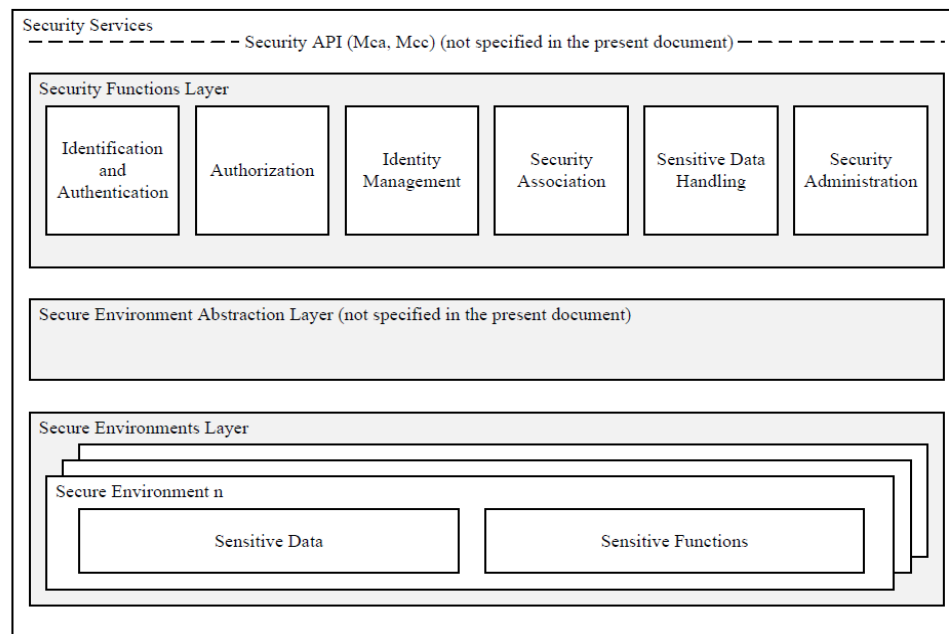 Security Services
Security API (Mca, Mcc) (not specified in the present document)
Security Functions Layer
Identification
and
Authentication
Authorization
Identity
Management
Security
Association
Sensitive Data
Handling
Security
Administration
Secure Environment Abstraction Layer (not specified in the present document)
Secure Environments Layer
Secure Environment n
Sensitive Data
Sensitive Functions